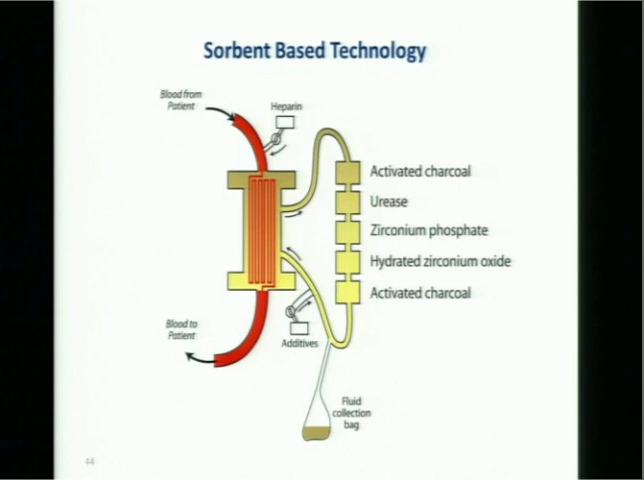 Sorbent Based Technology
Blood from
Patient
Heparin
Activated charcoal
Urease
Zirconium phosphate
Hydrated zirconium oxide
Activated charcoal
Blood to
Patient
Additives
Fluid
collection
bag
44